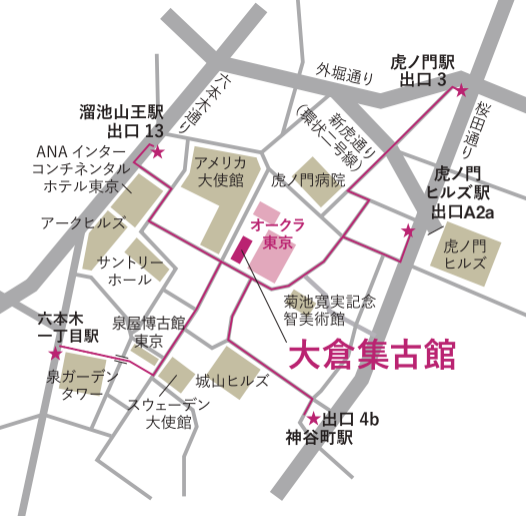 外堀通り
虎ノ門駅
出口 3
六本木通り
溜池山王駅
出口 13
新虎通り
(環状二号線)
桜田通り
ANA インター
コンチネンタル
ホテル東京
アメリカ
大使館
虎ノ門病院
虎ノ門
ヒルズ駅
出口A2a
アークヒルズ
オークラ
東京
虎ノ門
ヒルズ
サントリー
ホール
菊池寛実記念
智美術館
六本木
一丁目駅
泉屋博古館
東京
大倉集古館
泉ガーデン
タワー
城山ヒルズ
スウェーデン
大使館
出口 4b
神谷町駅